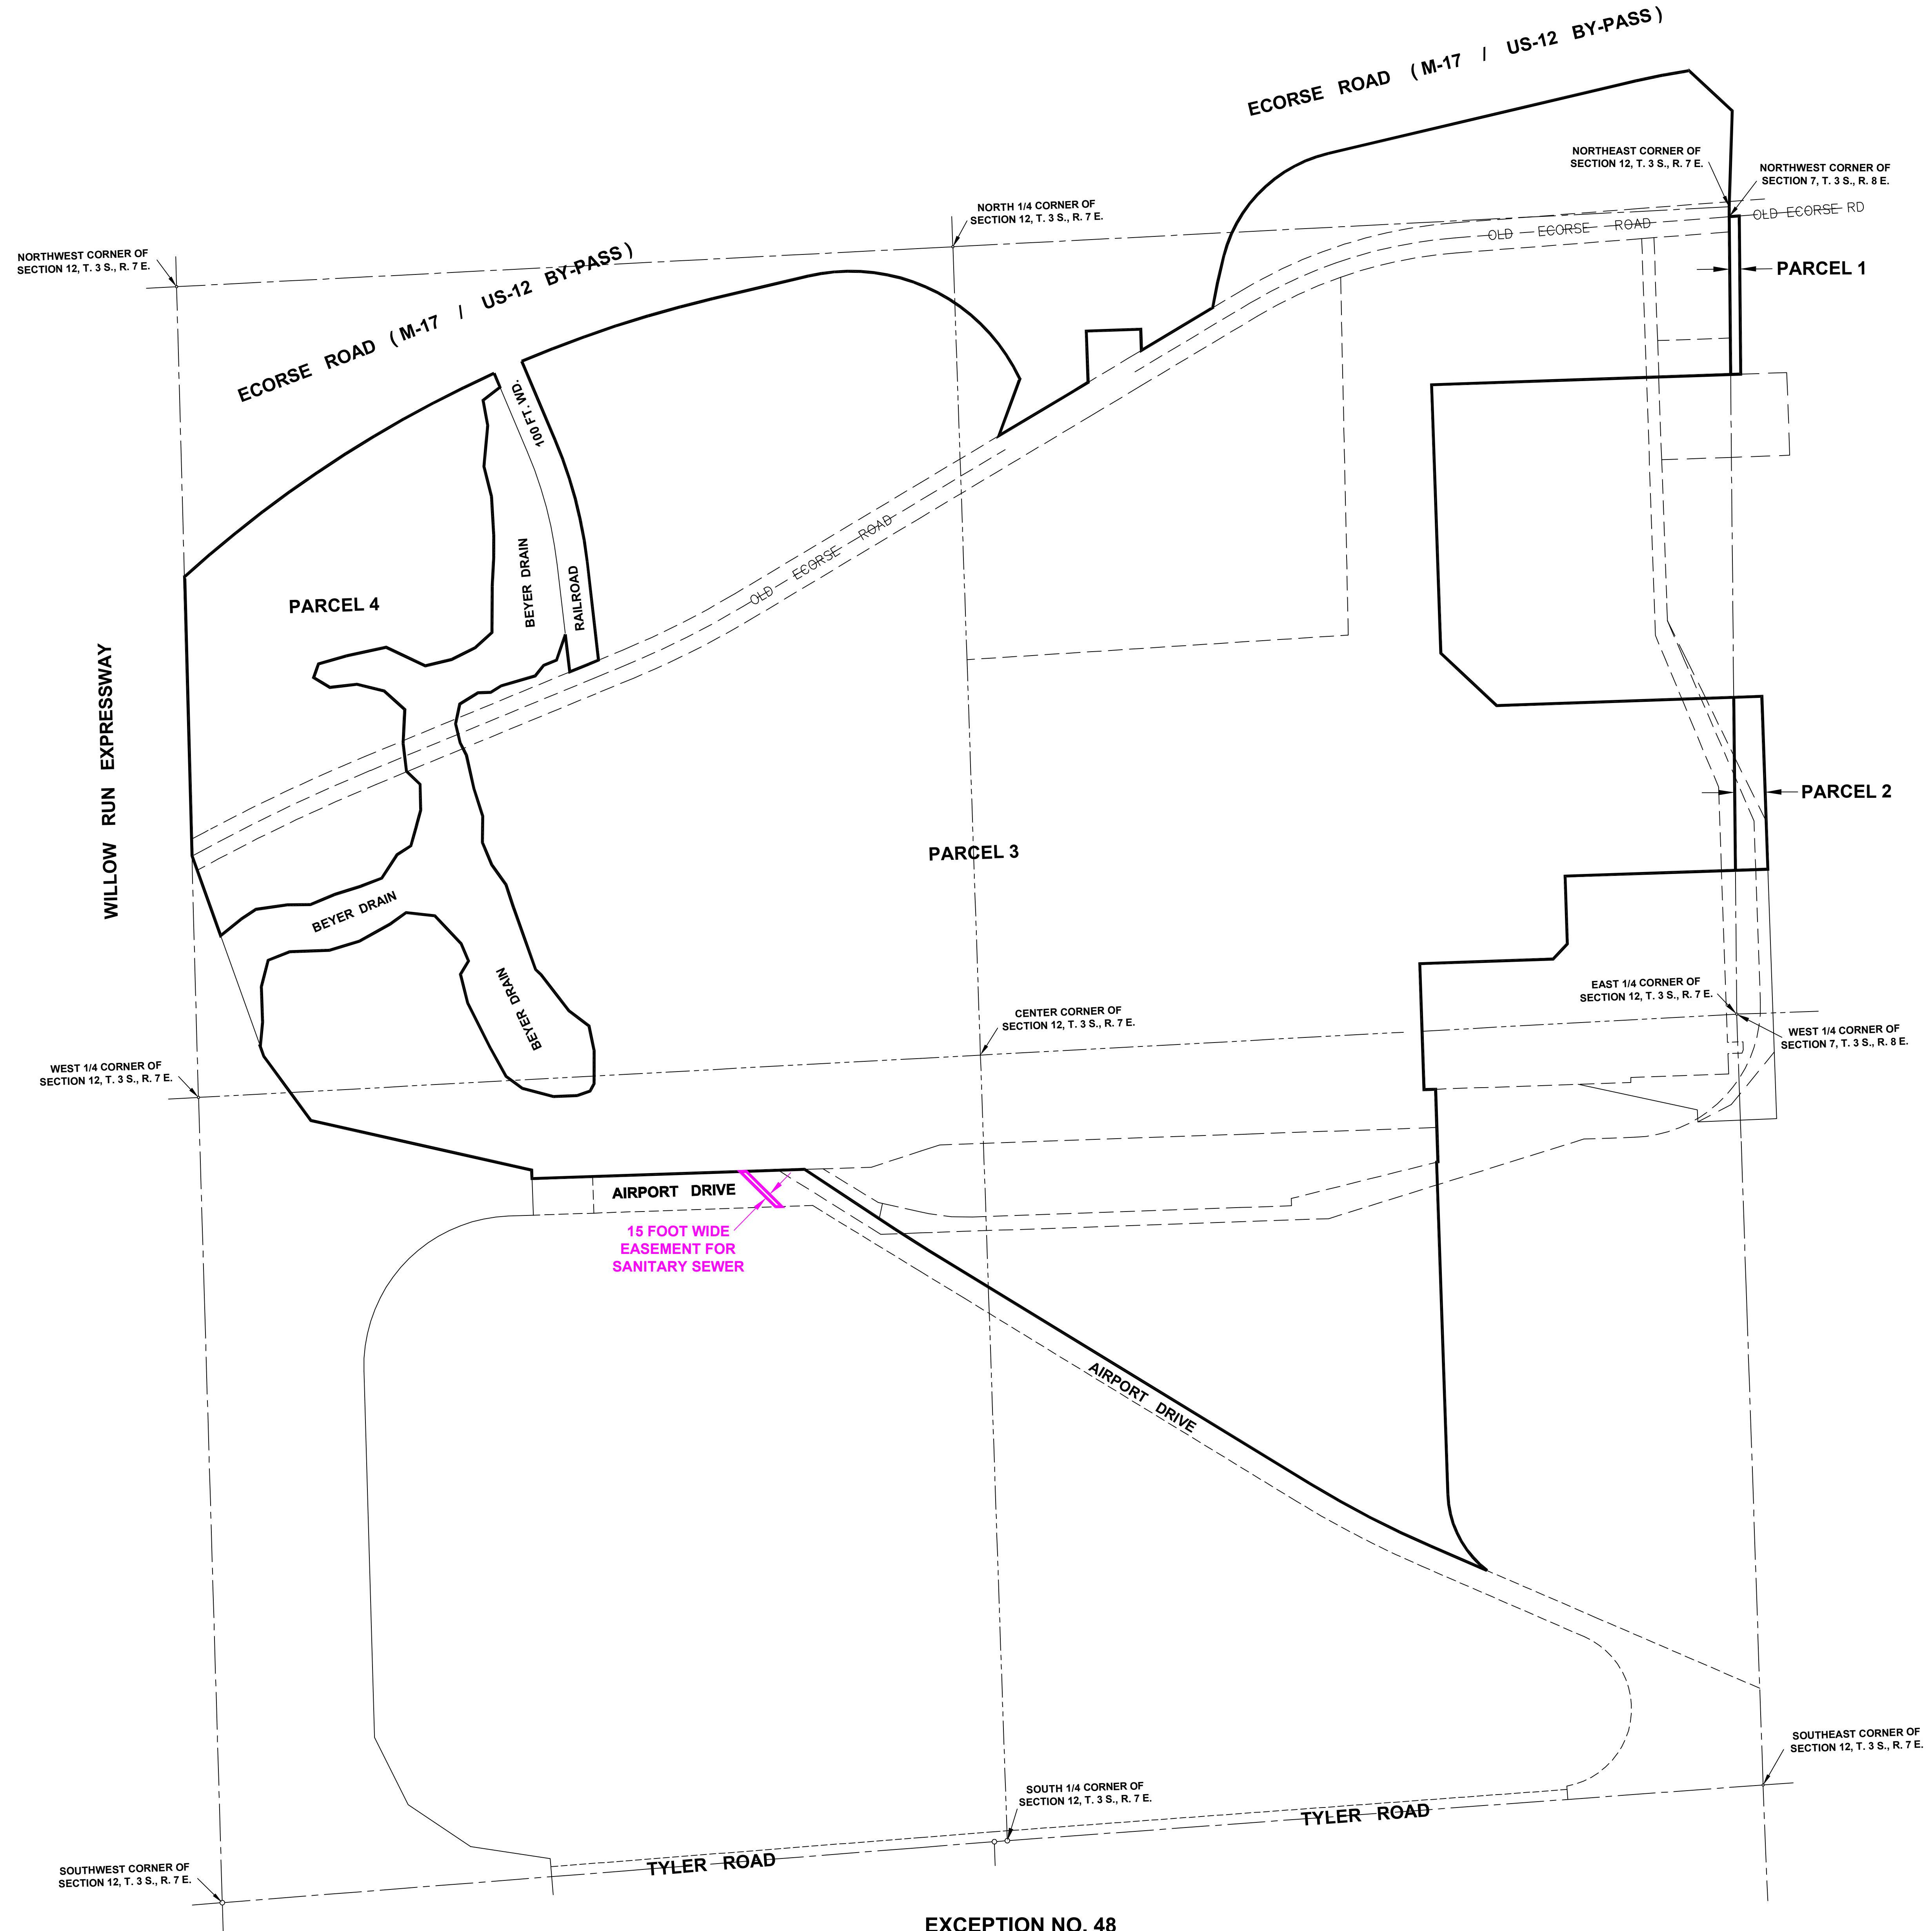 ECORSE ROAD ( M-17 / US-12 BY-PASS )
NORTHEAST CORNER OF
SECTION 12, T. 3 S., R. 7 E.
NORTHWEST CORNER OF
SECTION 7, T. 3 S., R. 8 E.
NORTH 1/4 CORNER OF
SECTION 12, T. 3 S., R. 7 E.
OLD ECORSE RD
OLD ECORSE ROAD
NORTHWEST CORNER OF
SECTION 12, T. 3 S., R. 7 E.
ECORSE ROAD ( M-17 / US-12 BY-PASS )
PARCEL 1
100 FT. WD.
OLD ECORSE ROAD
BEYER DRAIN
RAILROAD
PARCEL 4
WILLOW RUN EXPRESSWAY
PARCEL 2
PARCEL 3
BEYER DRAIN
BEYER DRAIN
EAST 1/4 CORNER OF
SECTION 12, T. 3 S., R. 7 E.
CENTER CORNER OF
SECTION 12, T. 3 S., R. 7 E.
WEST 1/4 CORNER OF
SECTION 7, T. 3 S., R. 8 E.
WEST 1/4 CORNER OF
SECTION 12, T. 3 S., R. 7 E.
AIRPORT DRIVE
15 FOOT WIDE
EASEMENT FOR
SANITARY SEWER
AIRPORT DRIVE
SOUTHEAST CORNER OF
SECTION 12, T. 3 S., R. 7 E.
SOUTH 1/4 CORNER OF
SECTION 12, T. 3 S., R. 7 E.
TYLER ROAD
TYLER ROAD
SOUTHWEST CORNER OF
SECTION 12, T. 3 S., R. 7 E.
EXCEPTION NO. 48